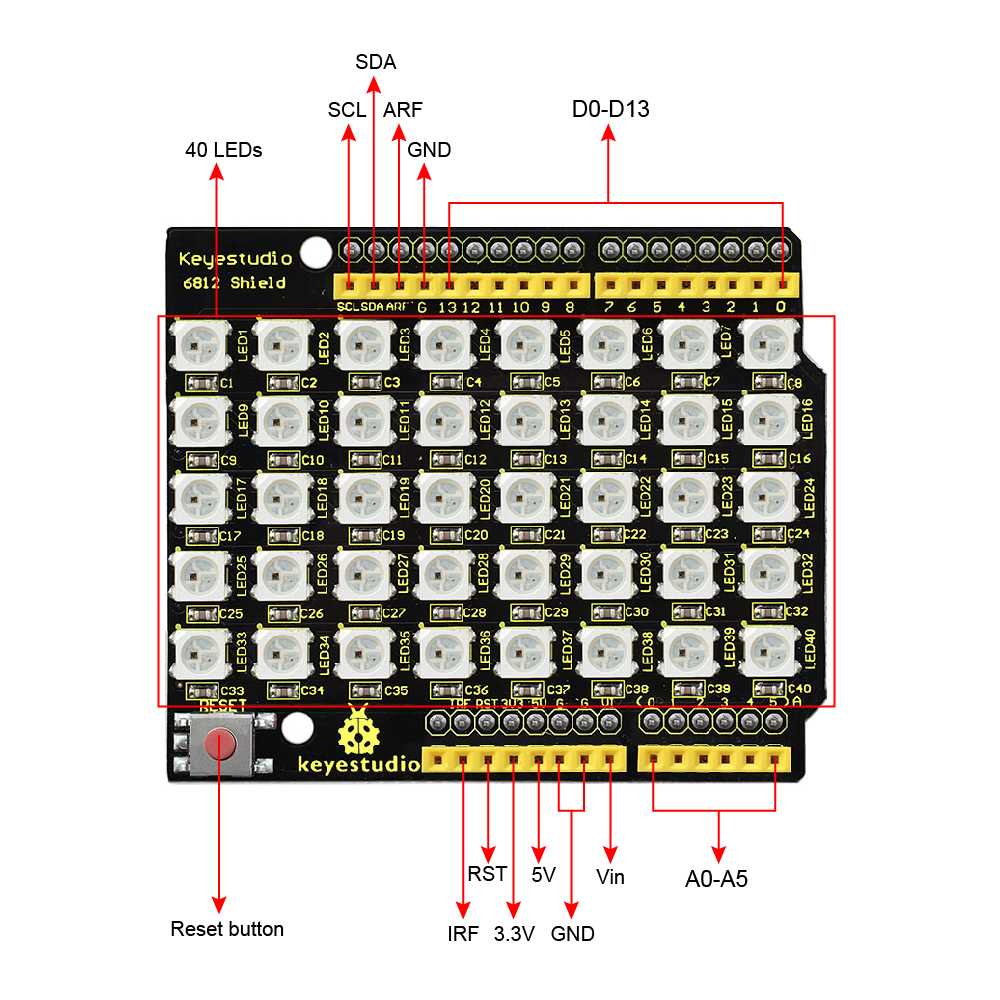 SDA
SCL ARF
D0-D13
GND
40 LEDs
Keyestudio
6812 Shield
SCL SDA ARF G 13 12 11 10 9 8 7 6 5 4 3 2 1 0
LED1 LED2 LED3 LED4 LED5 LED6 LED7
C1 C2 C3 C4 C5 C6 C7 C8
LED9 LED10 LED11 LED12 LED13 LED14 LED15 LED16
C9 C10 C11 C12 C13 C14 C15 C16
LED17 LED18 LED19 LED20 LED21 LED22 LED23 LED24
C17 C18 C19 C20 C21 C22 C23 C24
LED25 LED26 LED27 LED28 LED29 LED30 LED31 LED32
C25 C26 C27 C28 C29 C30 C31 C32
LED33 LED34 LED35 LED36 LED37 LED38 LED39 LED40
C33 C34 C35 C36 C37 C38 C39 C40
RESET IRF RST 3V3 5V G G VI 0 1 2 3 4 5 A
keyestudio
RST 5V Vin A0-A5
Reset button
IRF 3.3V GND